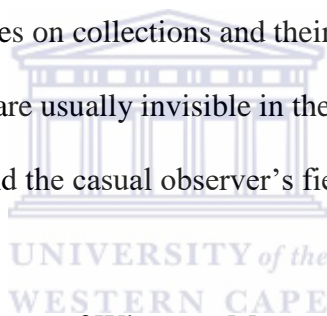 es on collections and their
are usually invisible in the
d the casual observer's fie
UNIVERSITY of the
WESTERN CAPE